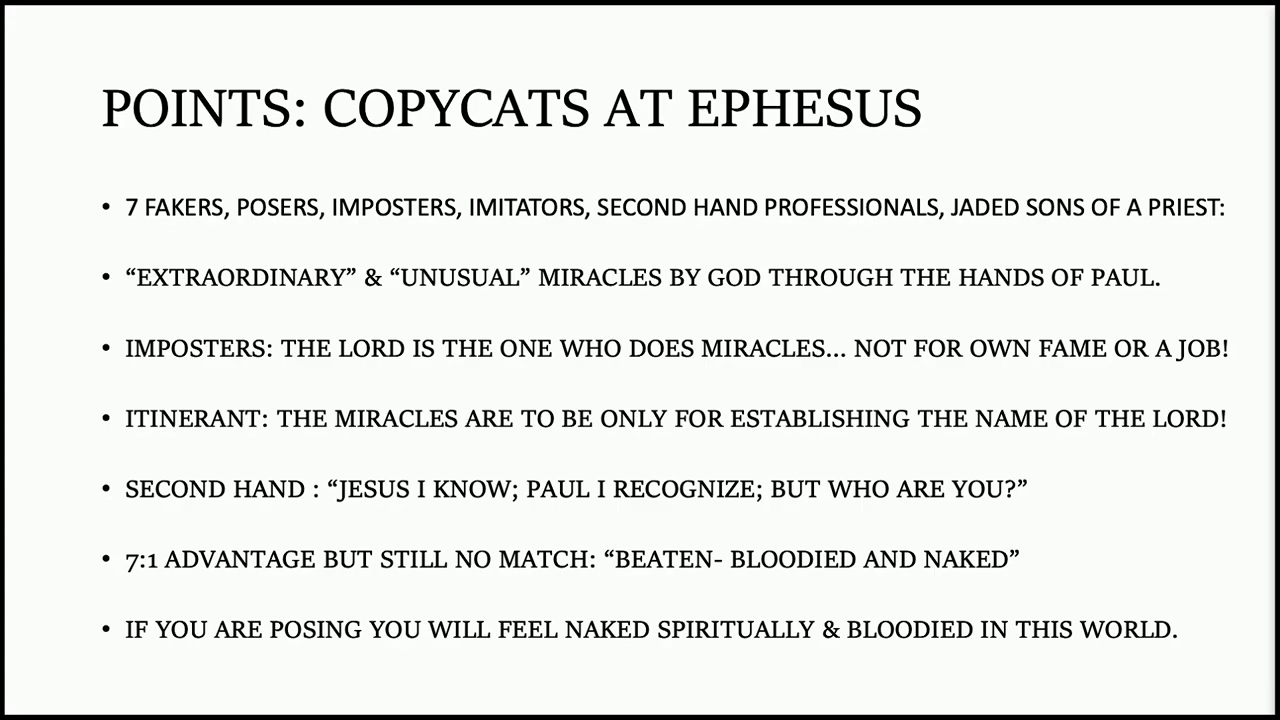 POINTS: COPYCATS AT EPHESUS
• 7 FAKERS, POSERS, IMPOSTERS, IMITATORS, SECOND HAND PROFESSIONALS, JADED SONS OF A PRIEST:
• “EXTRAORDINARY” & “UNUSUAL” MIRACLES BY GOD THROUGH THE HANDS OF PAUL.
• IMPOSTERS: THE LORD IS THE ONE WHO DOES MIRACLES... NOT FOR OWN FAME OR A JOB!
• ITINERANT: THE MIRACLES ARE TO BE ONLY FOR ESTABLISHING THE NAME OF THE LORD!
• SECOND HAND : “JESUS I KNOW; PAUL I RECOGNIZE; BUT WHO ARE YOU?”
• 7:1 ADVANTAGE BUT STILL NO MATCH: “BEATEN- BLOODIED AND NAKED”
• IF YOU ARE POSING YOU WILL FEEL NAKED SPIRITUALLY & BLOODIED IN THIS WORLD.